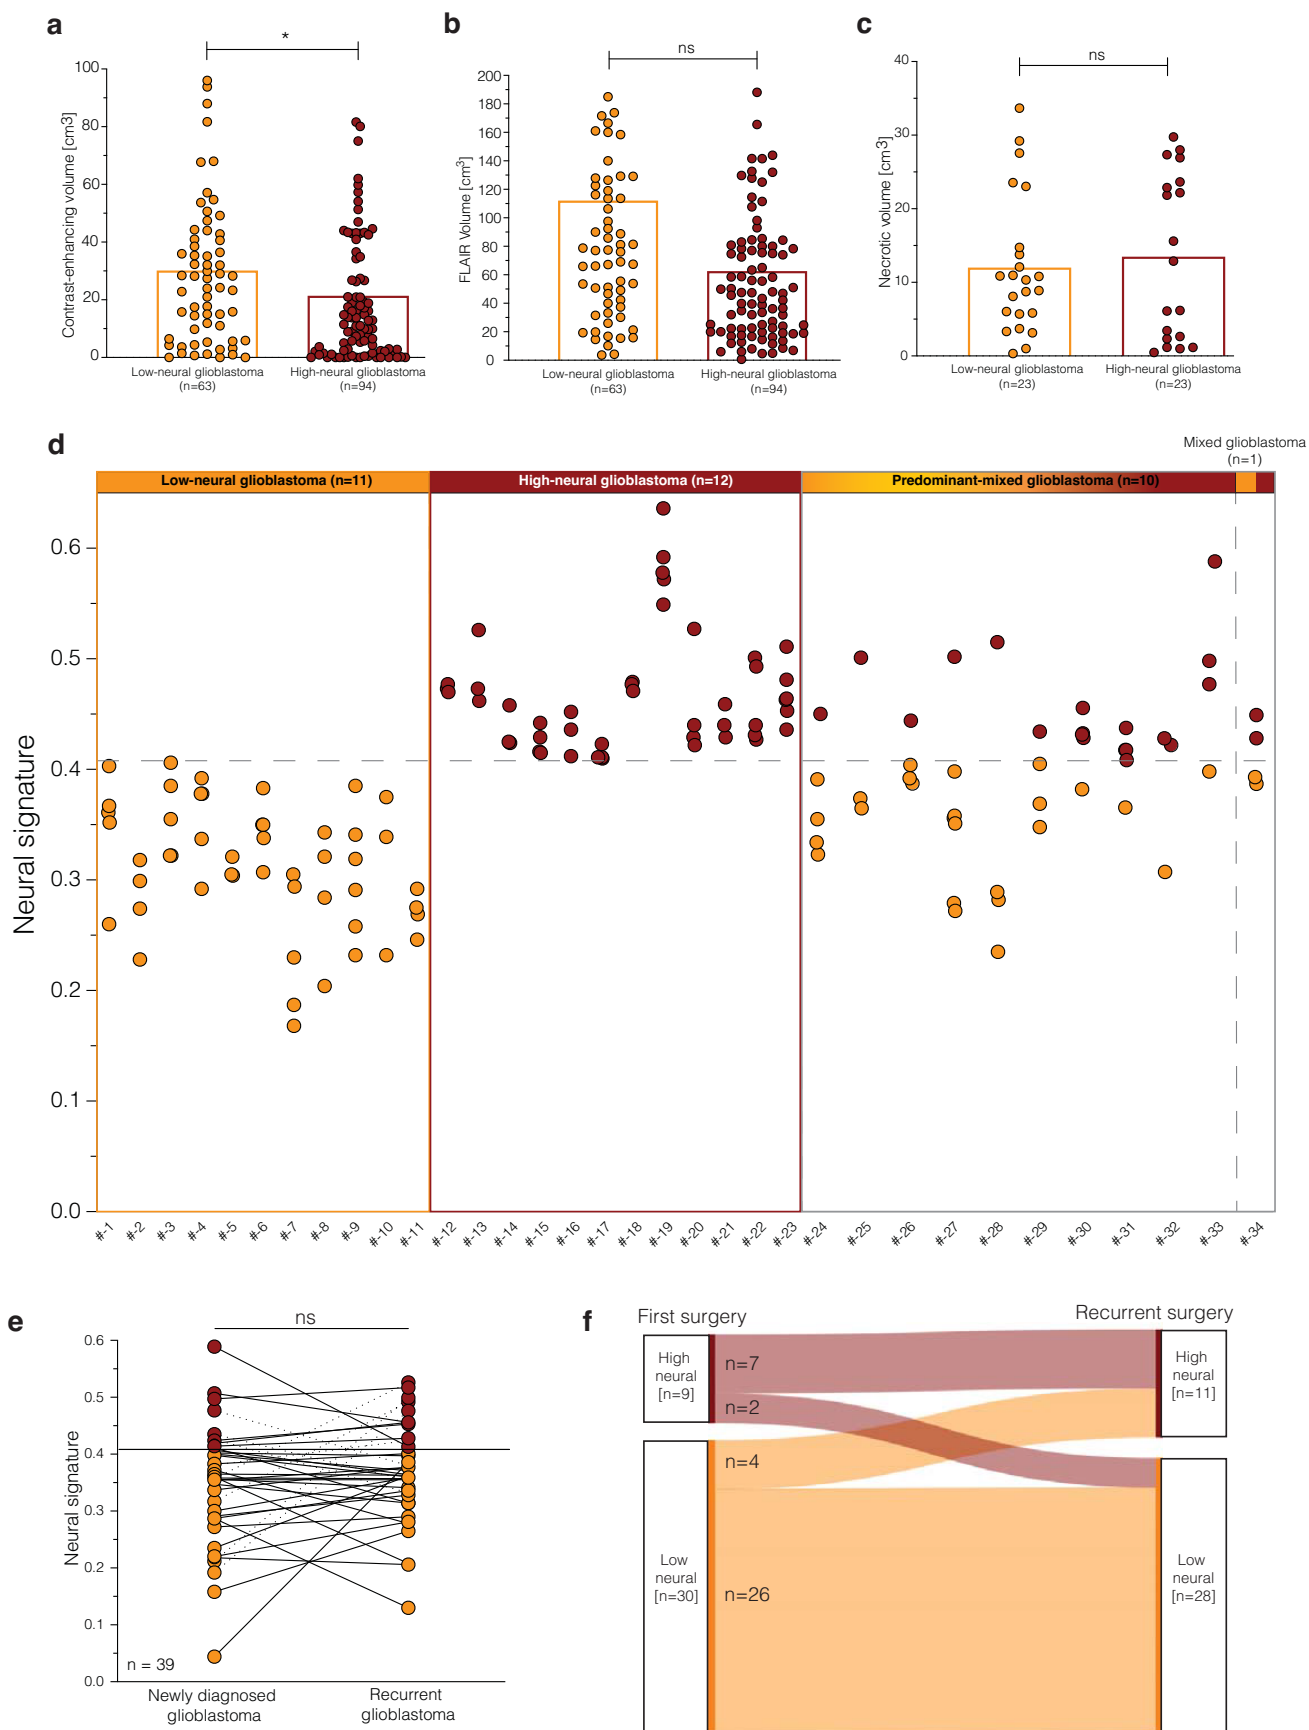 a
*
Contrast-enhancing volume [cm3]
100
80
60
40
20
0
Low-neural glioblastoma
(n=63)
High-neural glioblastoma
(n=94)
b
ns
FLAIR Volume [cm³]
200
180
160
140
120
100
80
60
40
20
0
Low-neural glioblastoma
(n=63)
High-neural glioblastoma
(n=94)
c
ns
Necrotic volume [cm3]
40
30
20
10
0
Low-neural glioblastoma
(n=23)
High-neural glioblastoma
(n=23)
d
Mixed glioblastoma
(n=1)
Low-neural glioblastoma (n=11)
High-neural glioblastoma (n=12)
Predominant-mixed glioblastoma (n=10)
Neural signature
0.6
0.5
0.4
0.3
0.2
0.1
0.0
#-1
#-2
#-3
#-4
#-5
#-6
#-7
#-8
#-9
#-10
#-11
#-12
#-13
#-14
#-15
#-16
#-17
#-18
#-19
#-20
#-21
#-22
#-23
#-24
#-25
#-26
#-27
#-28
#-29
#-30
#-31
#-32
#-33
#-34
e
ns
Neural signature
0.6
0.5
0.4
0.3
0.2
0.1
0.0
n = 39
Newly diagnosed
glioblastoma
Recurrent
glioblastoma
f
First surgery
Recurrent surgery
High
neural
[n=9]
n=7
n=2
High
neural
[n=11]
n=4
Low
neural
[n=30]
n=26
Low
neural
[n=28]